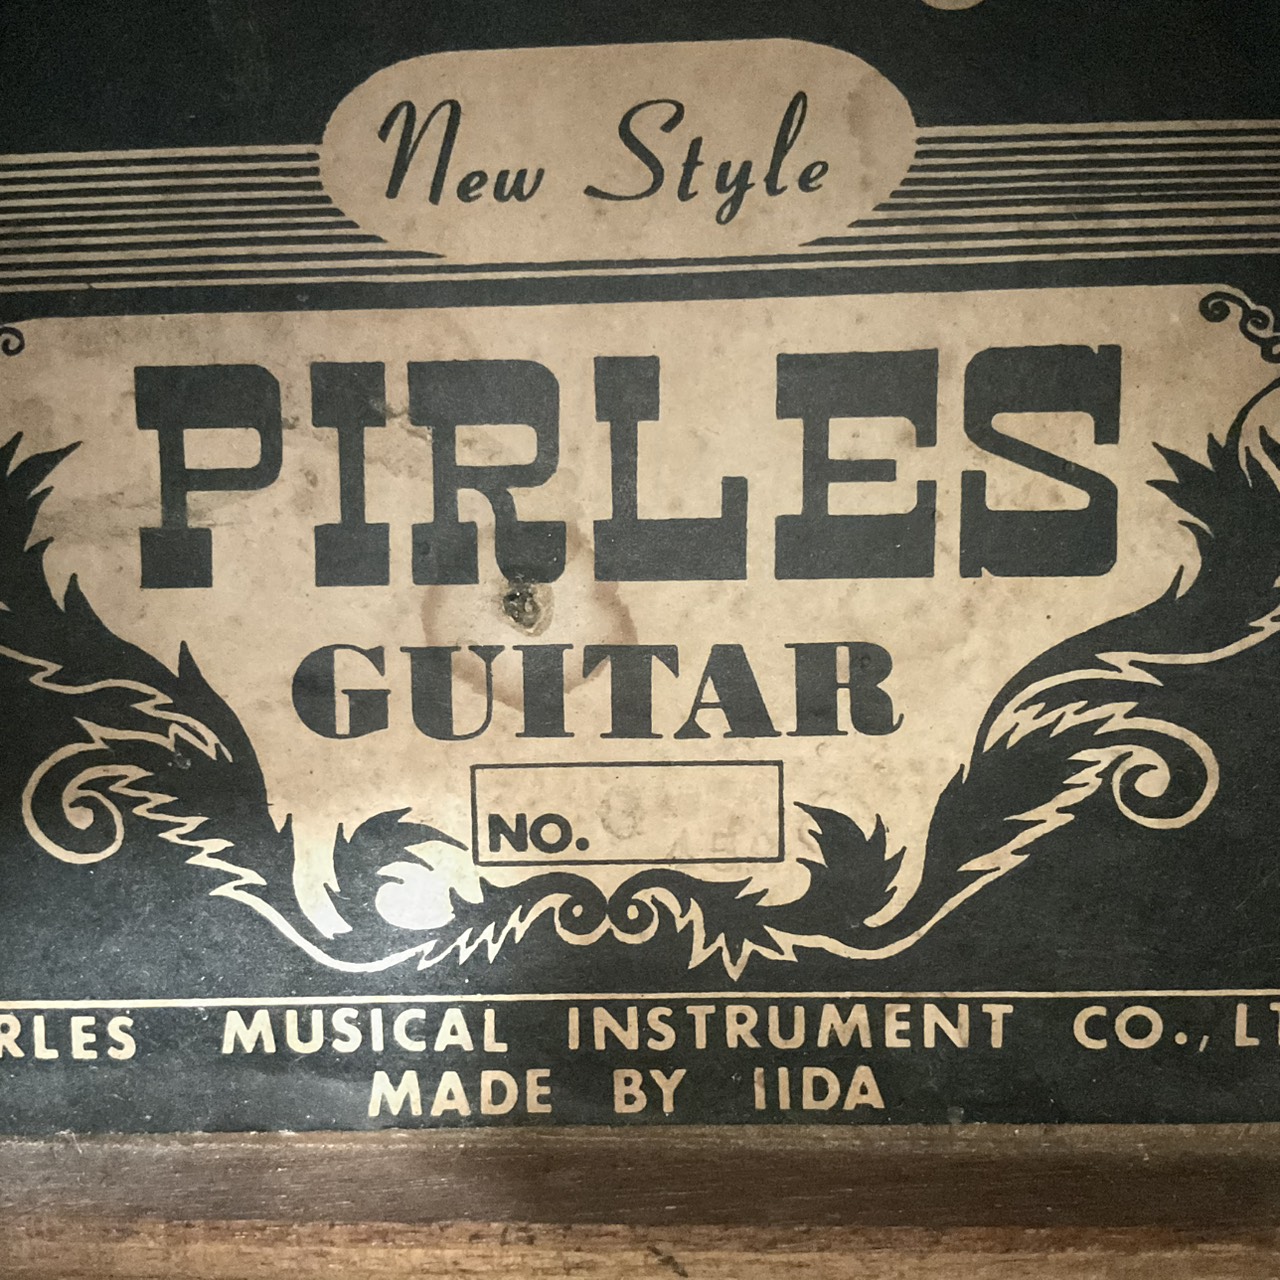 New Style
PIRLES
GUITAR
NO.
RLES MUSICAL INSTRUMENT CO., LT
MADE BY IIDA